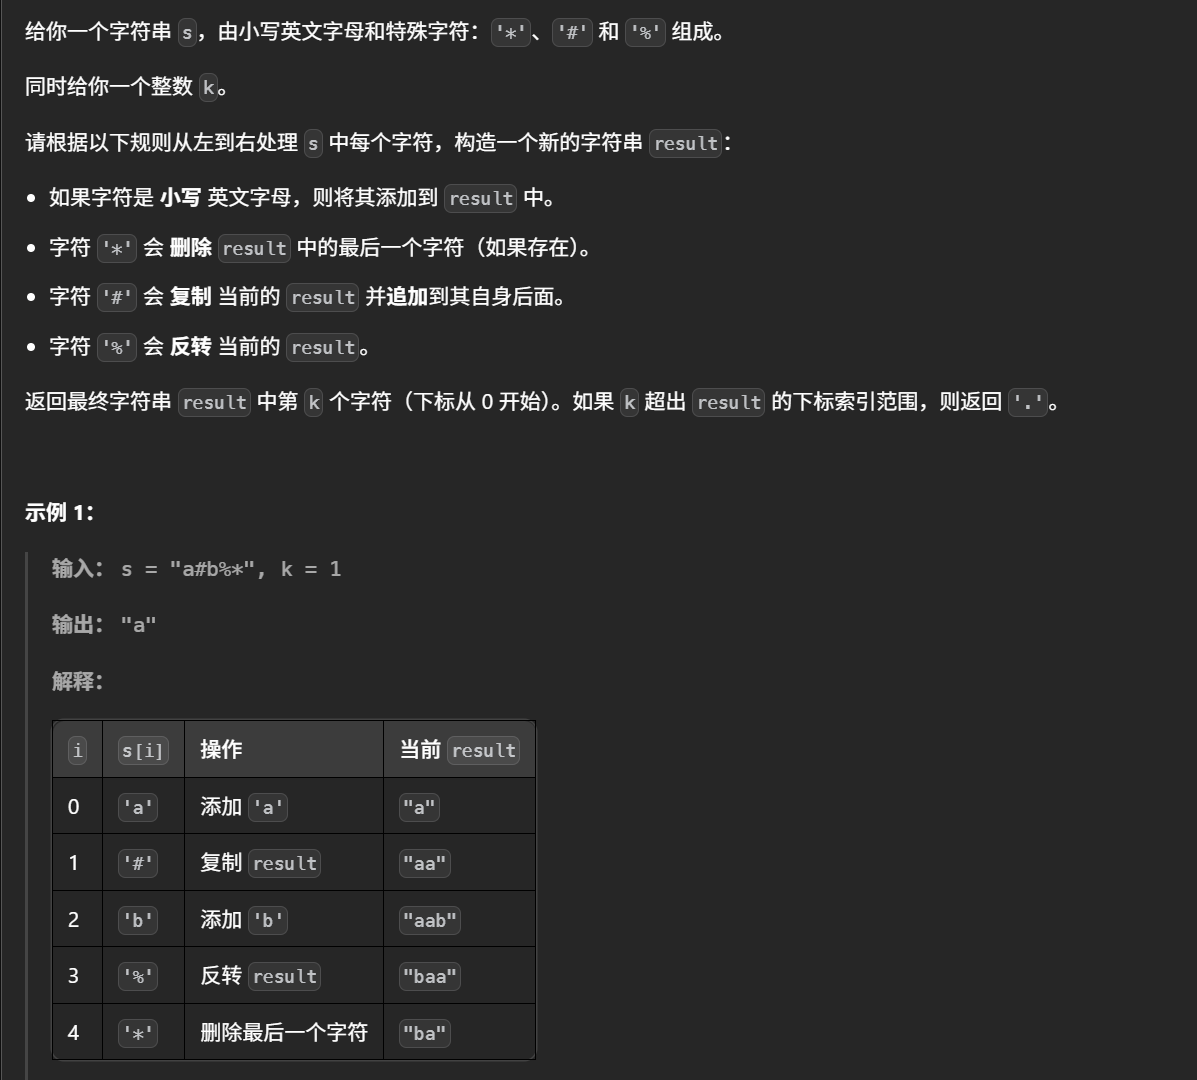 给你一个字符串 s，由小写英文字母和特殊字符：'*'、'#' 和 '%' 组成。
同时给你一个整数 k。
请根据以下规则从左到右处理 s 中每个字符，构造一个新的字符串 result：
• 如果字符是 小写 英文字母，则将其添加到 result 中。
• 字符 '*' 会 删除 result 中的最后一个字符（如果存在）。
• 字符 '#' 会 复制 当前的 result 并追加到其自身后面。
• 字符 '%' 会 反转 当前的 result。
返回最终字符串 result 中第 k 个字符（下标从 0 开始）。如果 k 超出 result 的下标索引范围，则返回 '.'。
示例 1：
输入： s = "a#b%*", k = 1
输出： "a"
解释：
i s[i] 操作 当前 result
0 'a' 添加 'a' "a"
1 '#' 复制 result "aa"
2 'b' 添加 'b' "aab"
3 '%' 反转 result "baa"
4 '*' 删除最后一个字符 "ba"